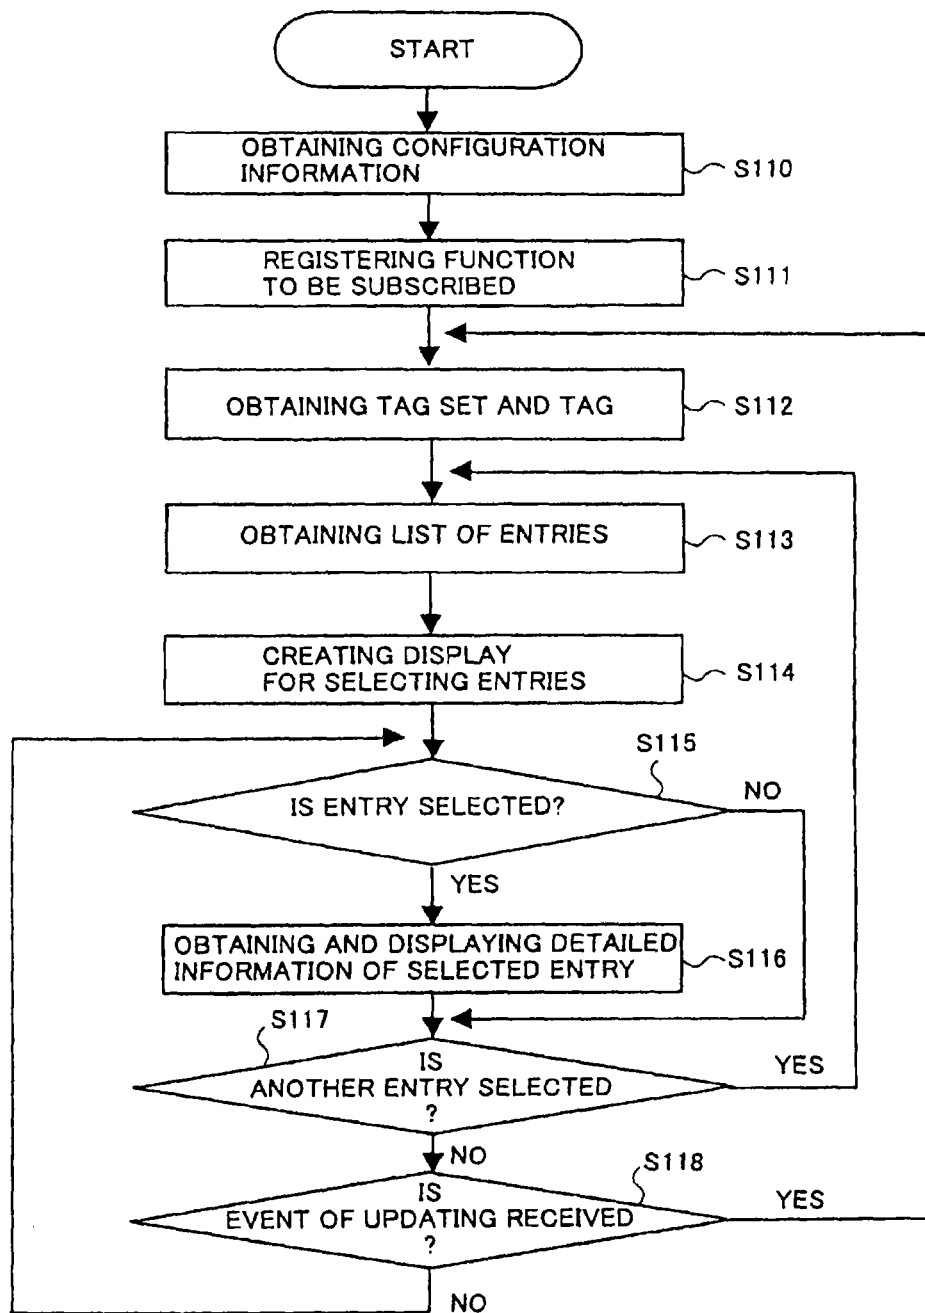 START
OBTAINING CONFIGURATION
INFORMATION
S110
REGISTERING FUNCTION
TO BE SUBSCRIBED
S111
OBTAINING TAG SET AND TAG
S112
OBTAINING LIST OF ENTRIES
S113
CREATING DISPLAY
FOR SELECTING ENTRIES
S114
S115
IS ENTRY SELECTED?
NO
YES
OBTAINING AND DISPLAYING DETAILED
INFORMATION OF SELECTED ENTRY
S116
S117
IS
ANOTHER ENTRY SELECTED
?
YES
NO
S118
IS
EVENT OF UPDATING RECEIVED
?
YES
NO